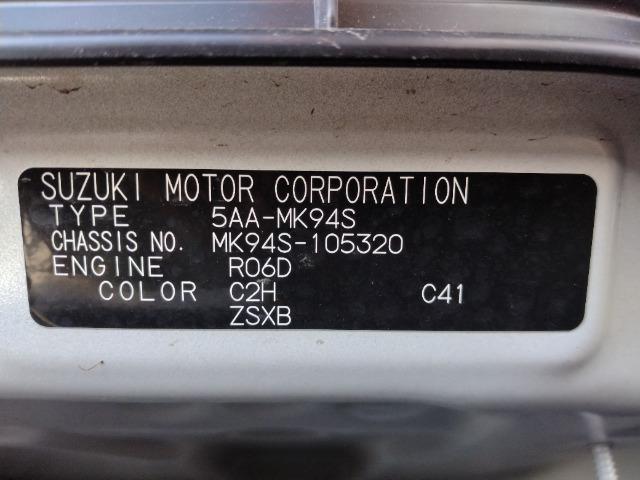 SUZUKI MOTOR CORPORATION
TYPE 5AA-MK94S
CHASSIS NO. MK94S-105320
ENGINE R06D
COLOR C2H C41
ZSXB